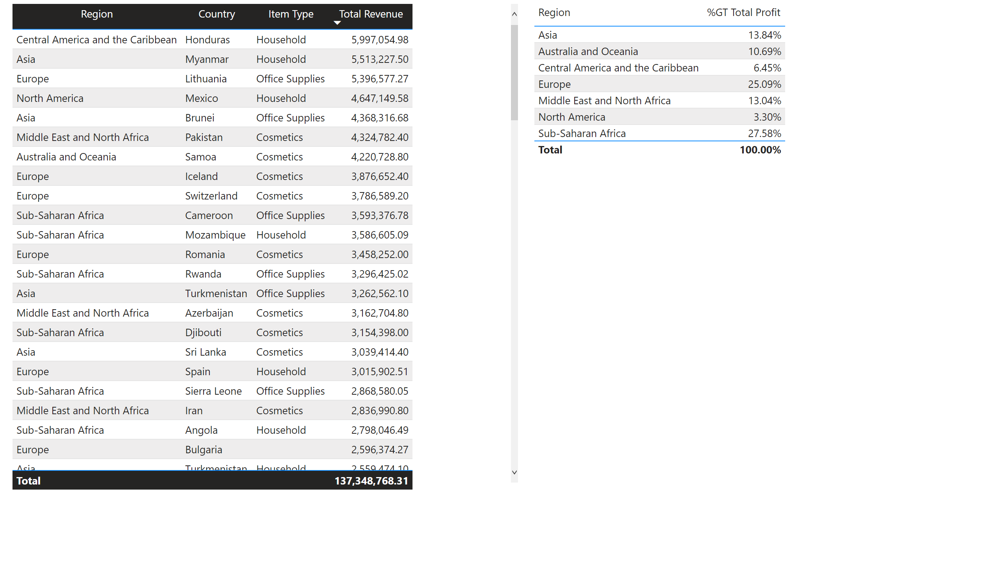 Region Country Item Type Total Revenue
Central America and the Caribbean Honduras Household 5,997,054.98
Asia Myanmar Household 5,513,227.50
Europe Lithuania Office Supplies 5,396,577.27
North America Mexico Household 4,647,149.58
Asia Brunei Office Supplies 4,368,316.68
Middle East and North Africa Pakistan Cosmetics 4,324,782.40
Australia and Oceania Samoa Cosmetics 4,220,728.80
Europe Iceland Cosmetics 3,876,652.40
Europe Switzerland Cosmetics 3,786,589.20
Sub-Saharan Africa Cameroon Office Supplies 3,593,376.78
Sub-Saharan Africa Mozambique Household 3,586,605.09
Europe Romania Cosmetics 3,458,252.00
Sub-Saharan Africa Rwanda Office Supplies 3,296,425.02
Asia Turkmenistan Office Supplies 3,262,562.10
Middle East and North Africa Azerbaijan Cosmetics 3,162,704.80
Sub-Saharan Africa Djibouti Cosmetics 3,154,398.00
Asia Sri Lanka Cosmetics 3,039,414.40
Europe Spain Household 3,015,902.51
Sub-Saharan Africa Sierra Leone Office Supplies 2,868,580.05
Middle East and North Africa Iran Cosmetics 2,836,990.80
Sub-Saharan Africa Angola Household 2,798,046.49
Europe Bulgaria 2,596,374.27
Asia Turkmenistan Household 2,559,474.10
Total 137,348,768.31
Region %GT Total Profit
Asia 13.84%
Australia and Oceania 10.69%
Central America and the Caribbean 6.45%
Europe 25.09%
Middle East and North Africa 13.04%
North America 3.30%
Sub-Saharan Africa 27.58%
Total 100.00%